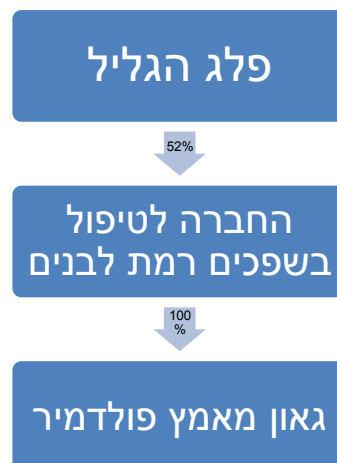 פלג הגליל
52%
החברה לטיפול
בשפכים רמת לבנים
100
%
גאון מאמץ פולדמיר